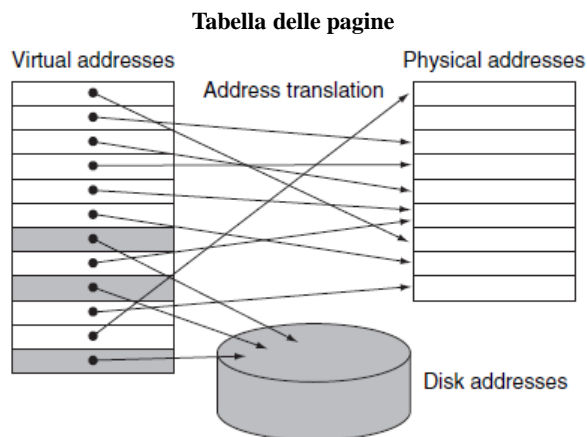 Tabella delle pagine
Virtual addresses
Physical addresses
Address translation
Disk addresses